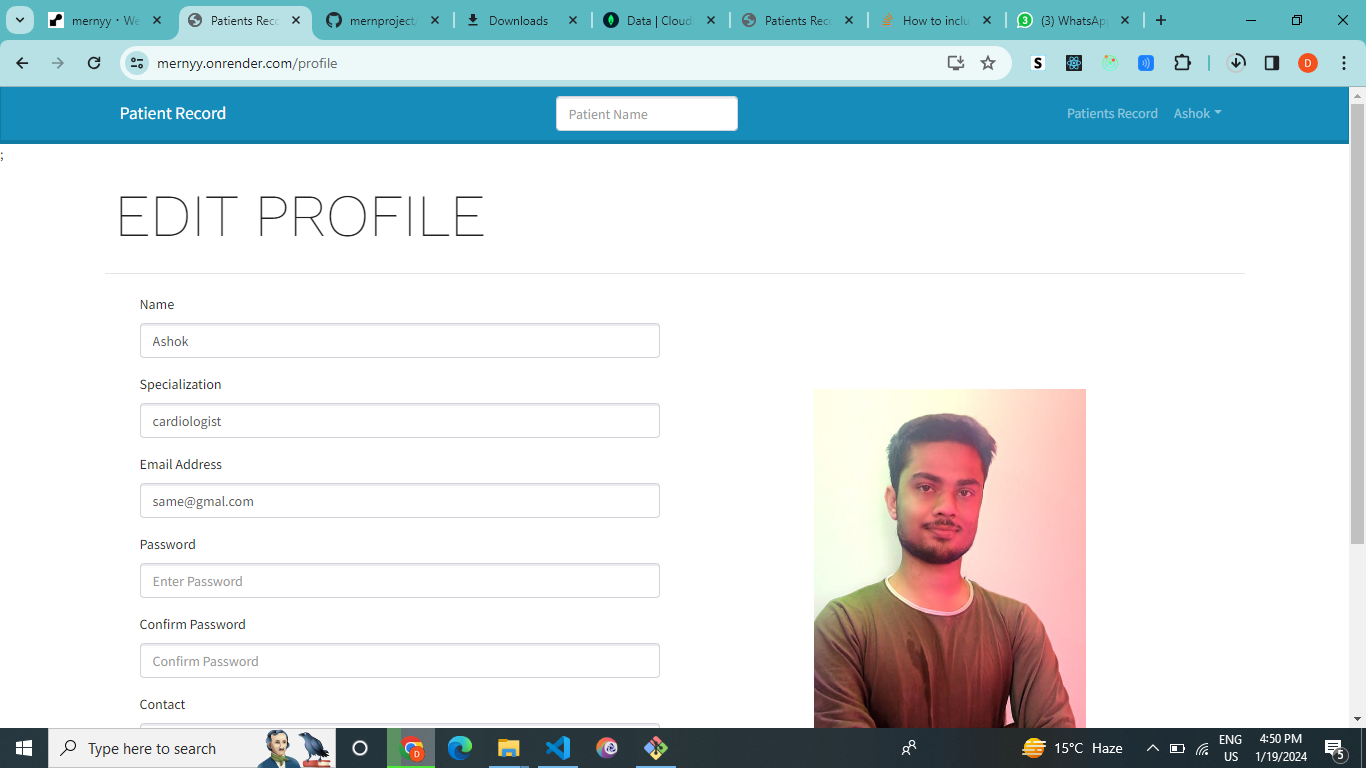 mernyy · We
Patients Reco
mernproject/
Downloads
Data | Cloud
Patients Reco
How to inclu
(3) WhatsAp
mernyy.onrender.com/profile
S
D
Patient Record
Patient Name
Patients Record
Ashok
;
EDIT PROFILE
Name
Ashok
Specialization
cardiologist
Email Address
same@gmal.com
Password
Enter Password
Confirm Password
Confirm Password
Contact
Type here to search
D
15°C Haze
ENG
US
4:50 PM
1/19/2024
5